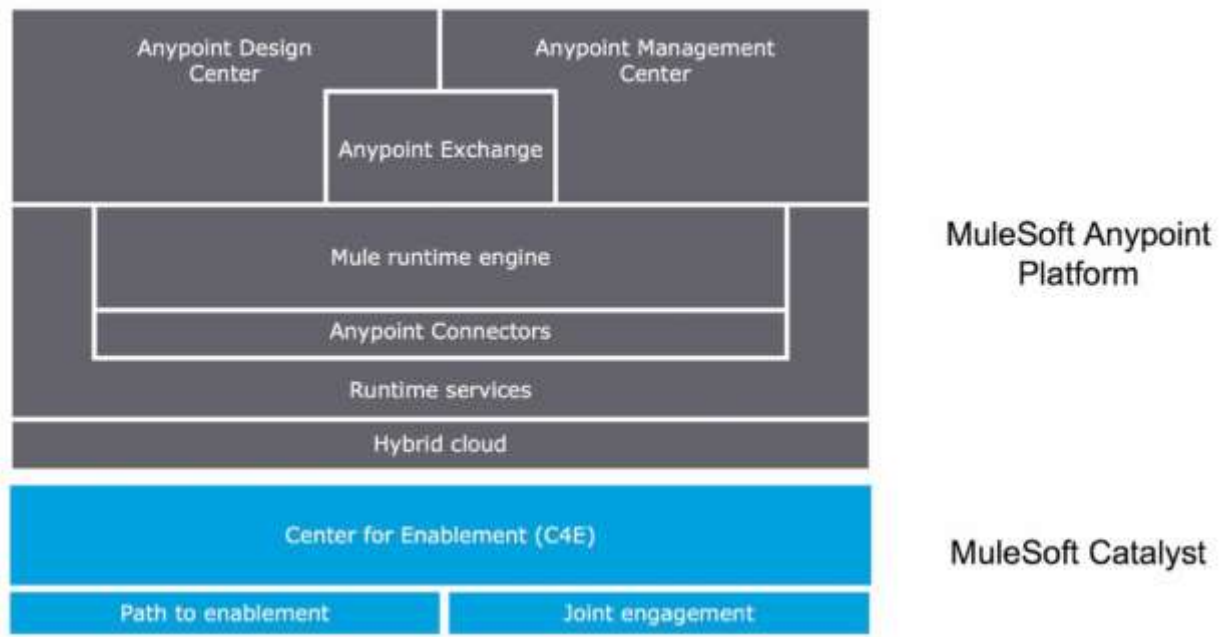 Anypoint Design
Center
Anypoint Management
Center
Anypoint Exchange
Mule runtime engine
Anypoint Connectors
Runtime services
Hybrid cloud
MuleSoft Anypoint
Platform
Center for Enablement (C4E)
MuleSoft Catalyst
Path to enablement
Joint engagement